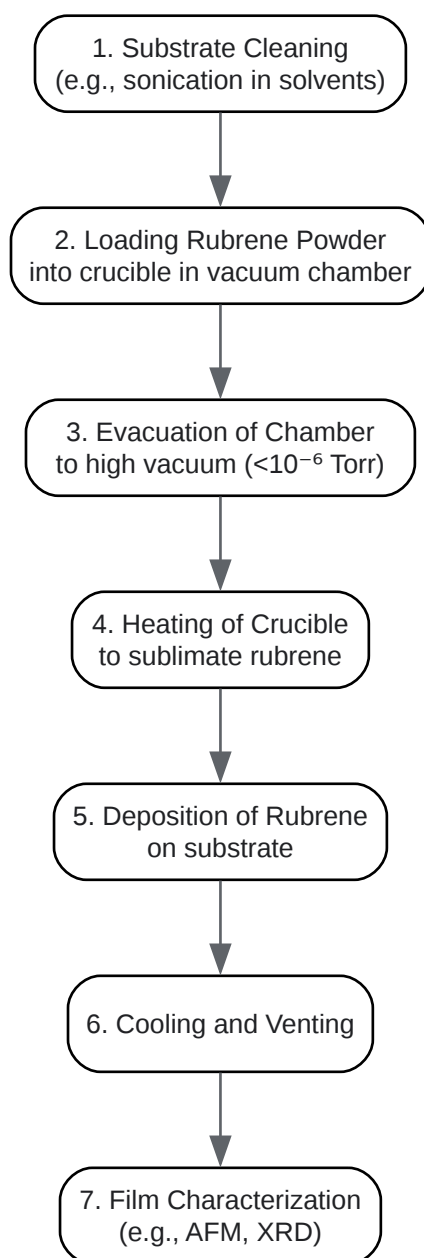 1. Substrate Cleaning
(e.g., sonication in solvents)
2. Loading Rubrene Powder
into crucible in vacuum chamber
3. Evacuation of Chamber
to high vacuum (<10⁻⁶ Torr)
4. Heating of Crucible
to sublimate rubrene
5. Deposition of Rubrene
on substrate
6. Cooling and Venting
7. Film Characterization
(e.g., AFM, XRD)